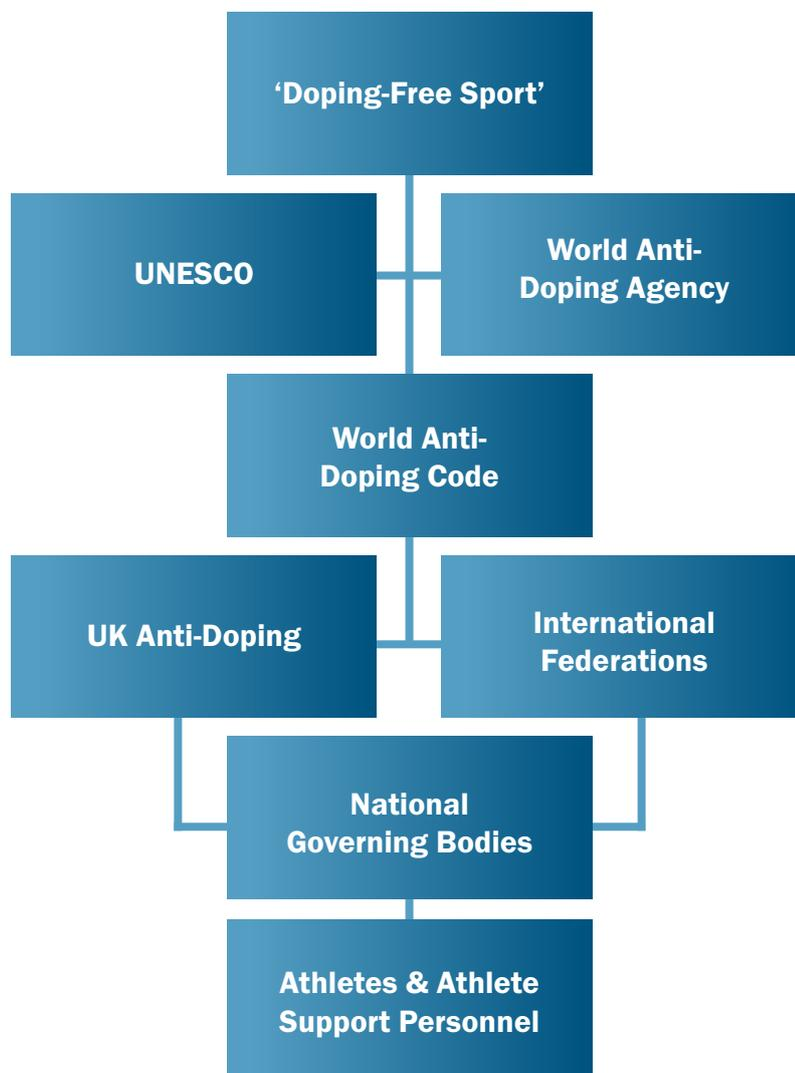 ‘Doping-Free Sport’
UNESCO
World Anti-
Doping Agency
World Anti-
Doping Code
UK Anti-Doping
International
Federations
National
Governing Bodies
Athletes & Athlete
Support Personnel